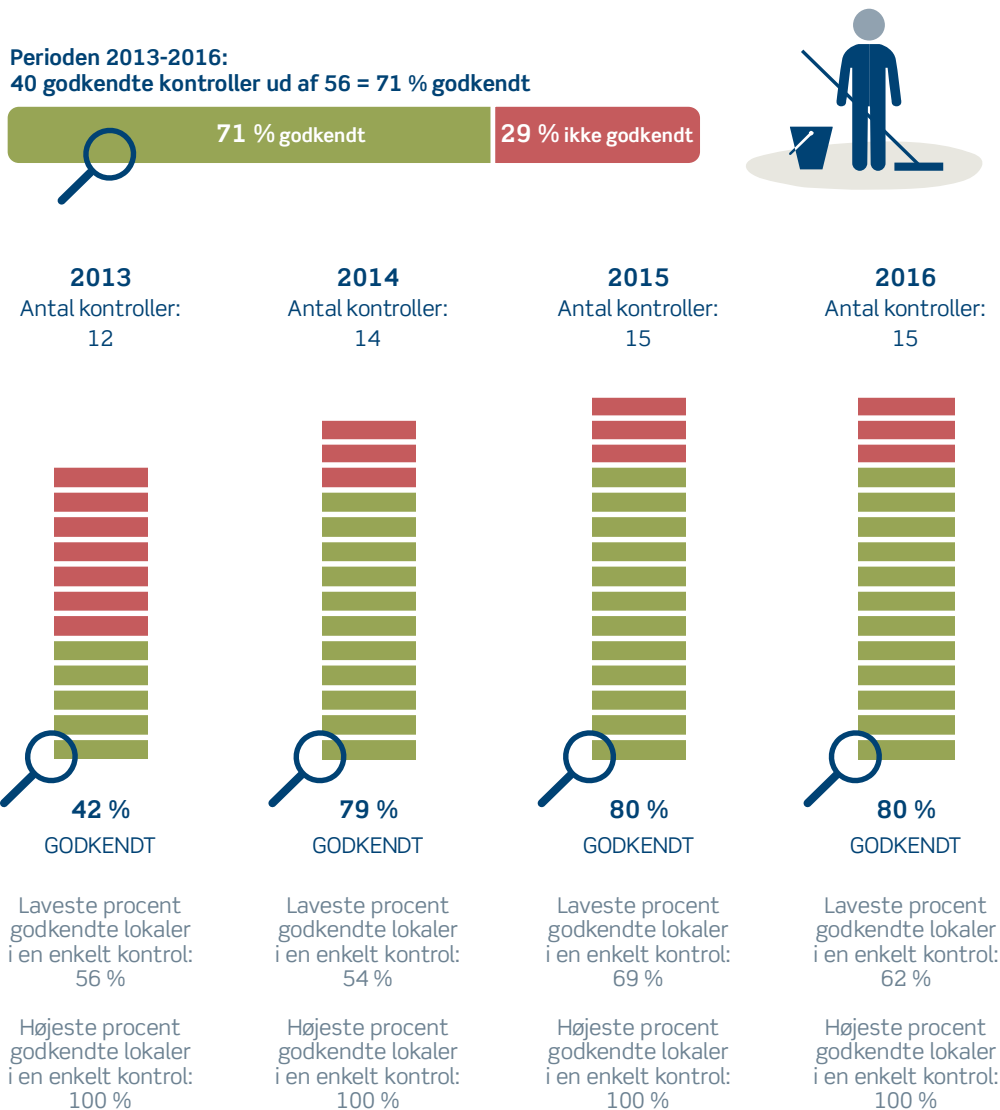 Perioden 2013-2016:
40 godkendte kontroller ud af 56 = 71 % godkendt
71 % godkendt
29 % ikke godkendt
2013
Antal kontroller:
12
2014
Antal kontroller:
14
2015
Antal kontroller:
15
2016
Antal kontroller:
15
42 %
GODKENDT
79 %
GODKENDT
80 %
GODKENDT
80 %
GODKENDT
Laveste procent
godkendte lokaler
i en enkelt kontrol:
56 %
Laveste procent
godkendte lokaler
i en enkelt kontrol:
54 %
Laveste procent
godkendte lokaler
i en enkelt kontrol:
69 %
Laveste procent
godkendte lokaler
i en enkelt kontrol:
62 %
Højeste procent
godkendte lokaler
i en enkelt kontrol:
100 %
Højeste procent
godkendte lokaler
i en enkelt kontrol:
100 %
Højeste procent
godkendte lokaler
i en enkelt kontrol:
100 %
Højeste procent
godkendte lokaler
i en enkelt kontrol:
100 %